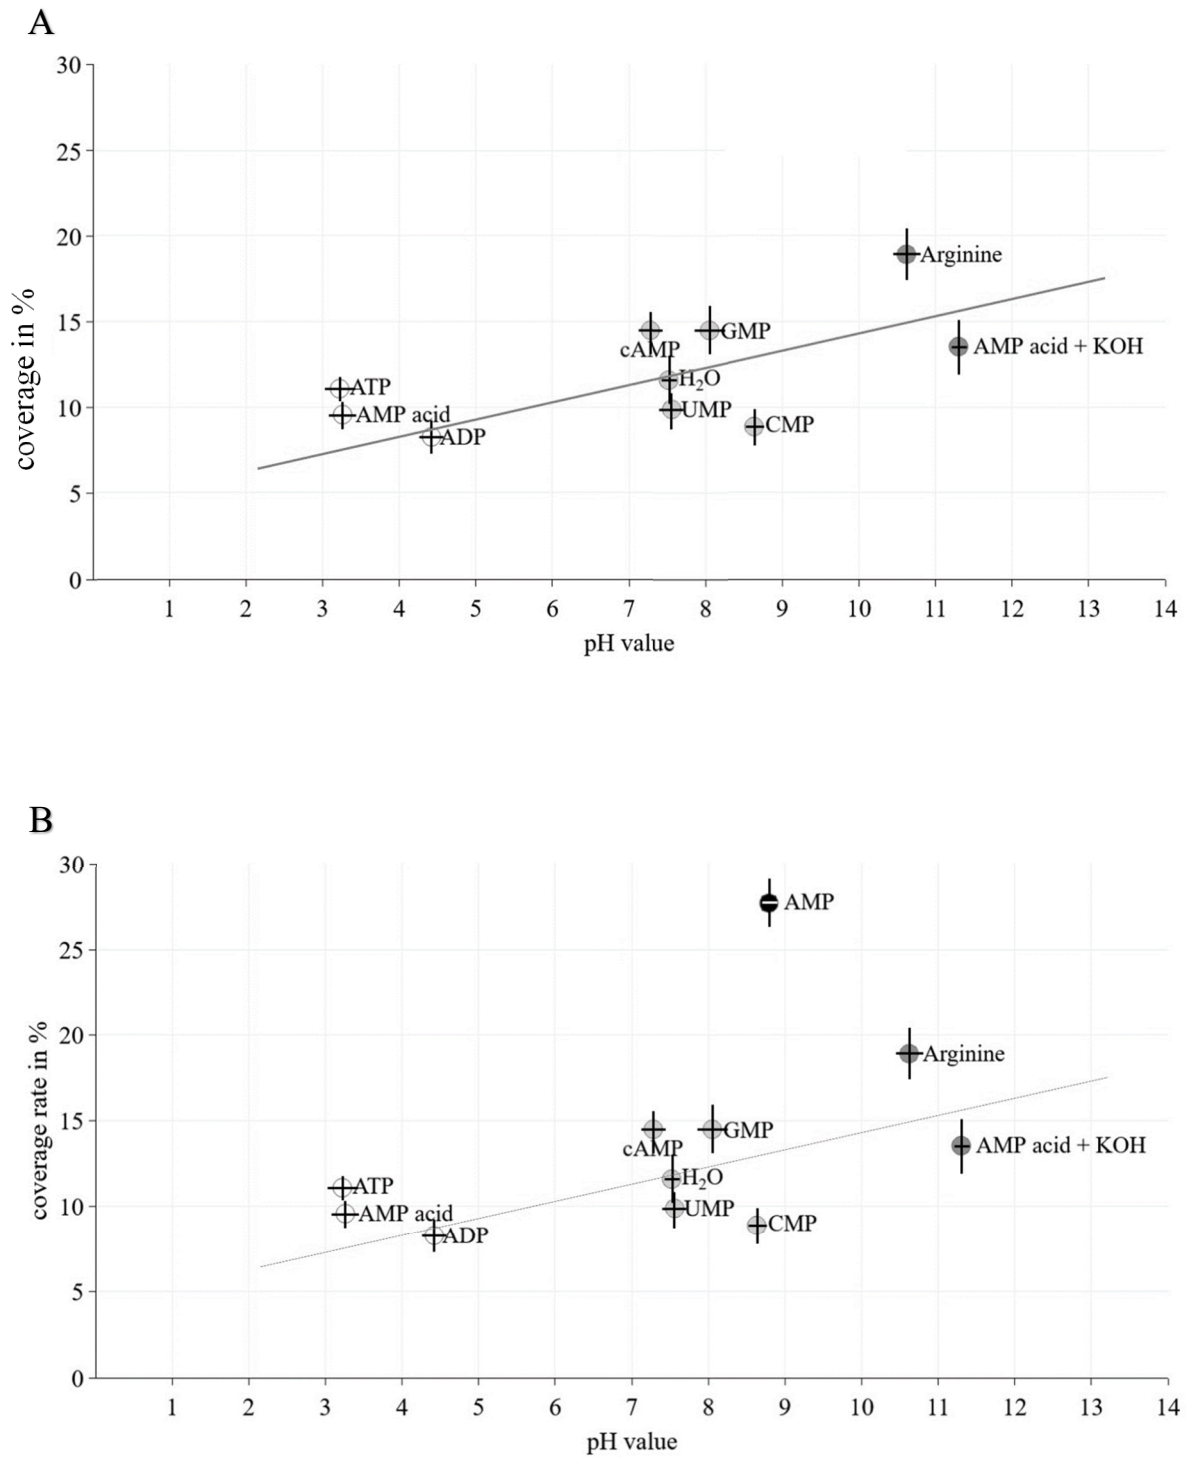 A
30
25
20
15
10
5
0
coverage in %
Arginine
cAMP
GMP
AMP acid + KOH
H₂O
ATP
AMP acid
UMP
CMP
ADP
1 2 3 4 5 6 7 8 9 10 11 12 13 14
pH value
B
30
25
20
15
10
5
0
coverage rate in %
AMP
Arginine
cAMP
GMP
AMP acid + KOH
H₂O
ATP
AMP acid
UMP
CMP
ADP
1 2 3 4 5 6 7 8 9 10 11 12 13 14
pH value